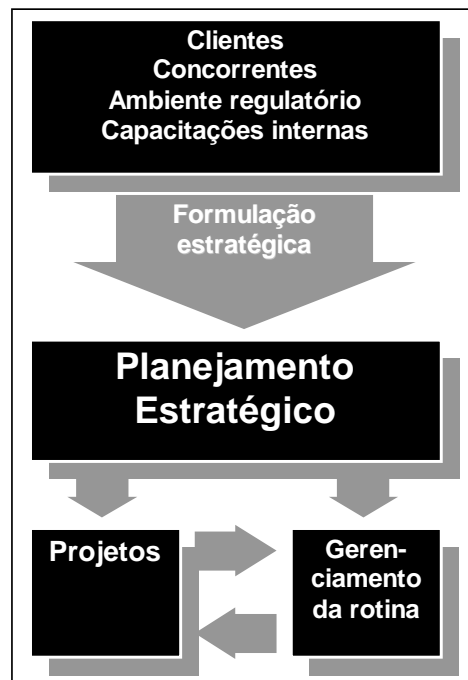 Clientes
Concorrentes
Ambiente regulatório
Capacitações internas
Formulação
estratégica
Planejamento
Estratégico
Projetos
Geren-
ciamento
da rotina